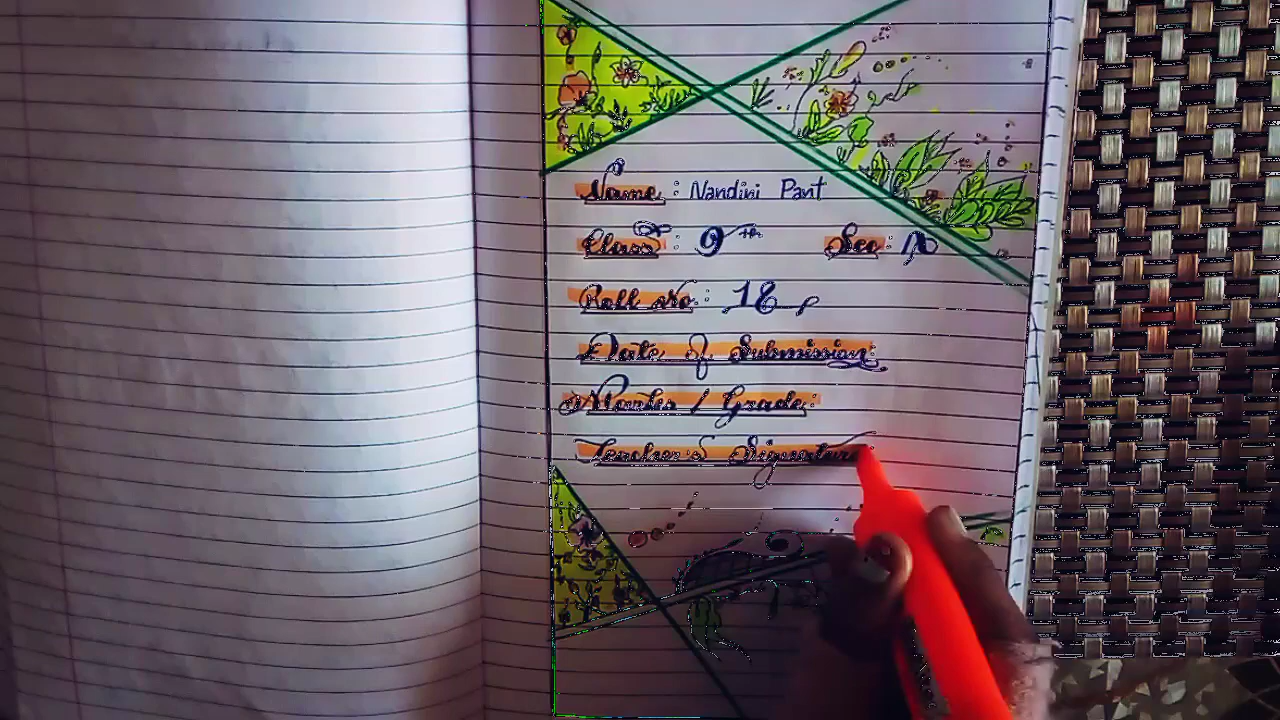 Name : Nandini Pant
Class : 9th Sec : A
Roll No : 18
Date of Submission:
Marks / Grade:
Teacher's Signature